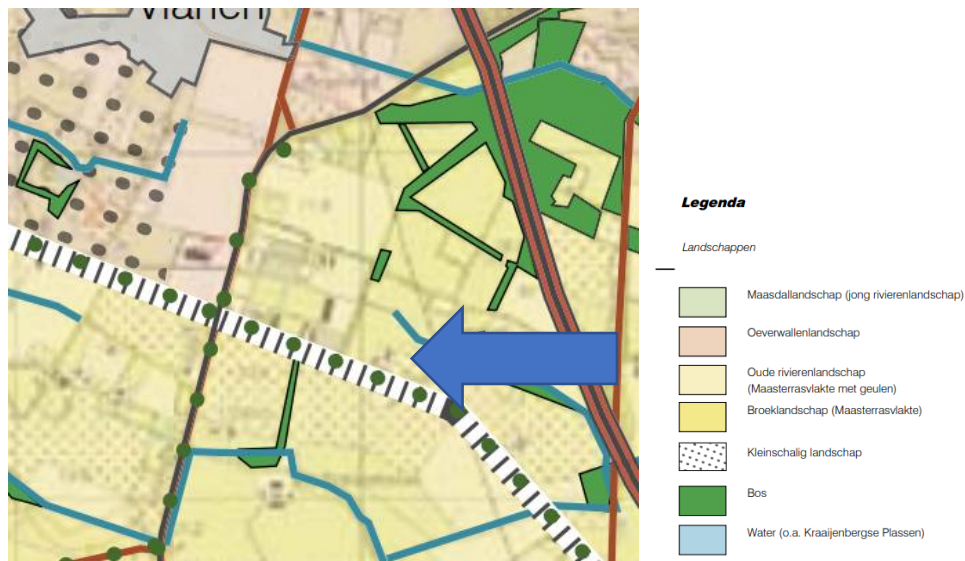 Vianen
Legenda
Landschappen
Maasdallandschap (jong rivierenlandschap)
Oeverwallenlandschap
Oude rivierenlandschap
(Maasterrasvlakte met geulen)
Broeklandschap (Maasterrasvlakte)
Kleinschalig landschap
Bos
Water (o.a. Kraaijenbergse Plassen)